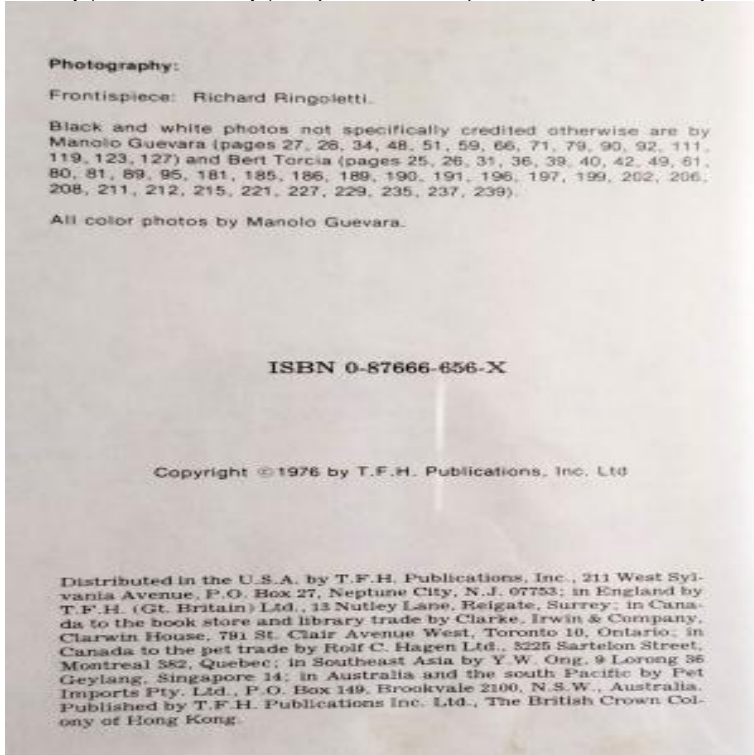 Photography:
Frontispiece: Richard Ringoletti.
Black and white photos not specifically credited otherwise are by
Manolo Guevara (pages 27, 28, 34, 48, 51, 59, 66, 71, 79, 90, 92, 111,
119, 123, 127) and Bert Torcia (pages 25, 26, 31, 36, 39, 40, 42, 49, 61,
80, 81, 89, 95, 181, 185, 186, 189, 190, 191, 196, 197, 199, 202, 206,
208, 211, 212, 215, 221, 227, 229, 235, 237, 239).
All color photos by Manolo Guevara.
ISBN 0-87666-656-X
Copyright ©1976 by T.F.H. Publications, Inc. Ltd
Distributed in the U.S.A. by T.F.H. Publications, Inc., 211 West Syl-
vania Avenue, P.O. Box 27, Neptune City, N.J. 07753; in England by
T.F.H. (Gt. Britain) Ltd., 13 Nutley Lane, Reigate, Surrey; in Cana-
da to the book store and library trade by Clarke, Irwin & Company,
Clarwin House, 791 St. Clair Avenue West, Toronto 10, Ontario; in
Canada to the pet trade by Rolf C. Hagen Ltd., 3225 Sartelon Street,
Montreal 382, Quebec; in Southeast Asia by Y.W. Ong, 9 Lorong 36
Geylang, Singapore 14; in Australia and the south Pacific by Pet
Imports Pty. Ltd., P.O. Box 149, Brookvale 2100, N.S.W., Australia.
Published by T.F.H. Publications Inc. Ltd., The British Crown Col-
ony of Hong Kong.